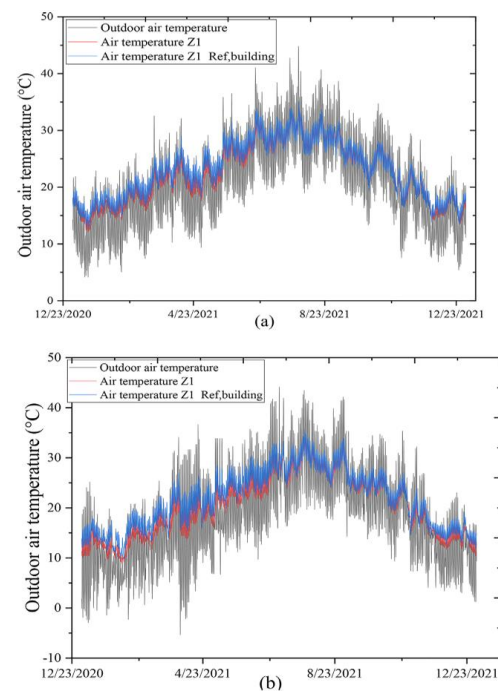 50
Outdoor air temperature
Air temperature Z1
Air temperature Z1 Ref,building
40
30
20
10
0
Outdoor air temperature (°C)
12/23/2020 4/23/2021 8/23/2021 12/23/2021
(a)
50
Outdoor air temperature
Air temperature Z1
Air temperature Z1 Ref,building
40
30
20
10
0
-10
Outdoor air temperature (°C)
12/23/2020 4/23/2021 8/23/2021 12/23/2021
(b)